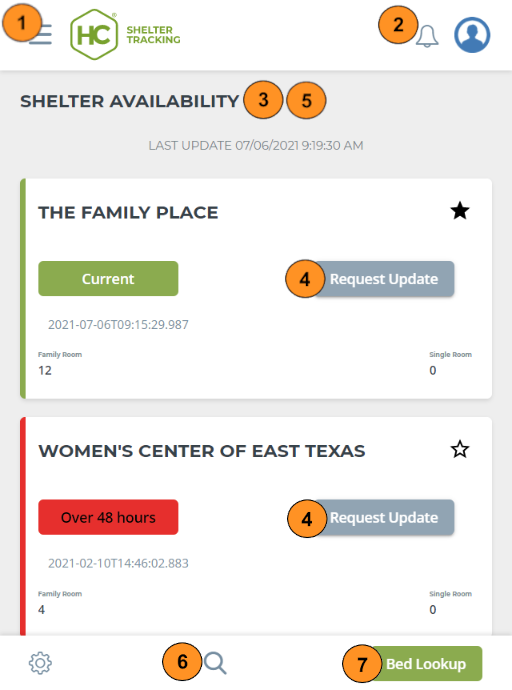 1
HC® SHELTER
TRACKING
2
SHELTER AVAILABILITY 3 5
LAST UPDATE 07/06/2021 9:19:30 AM
THE FAMILY PLACE
Current 4 Request Update
2021-07-06T09:15:29.987
Family Room Single Room
12 0
WOMEN'S CENTER OF EAST TEXAS
Over 48 hours 4 Request Update
2021-02-10T14:46:02.883
Family Room Single Room
4 0
6 7 Bed Lookup